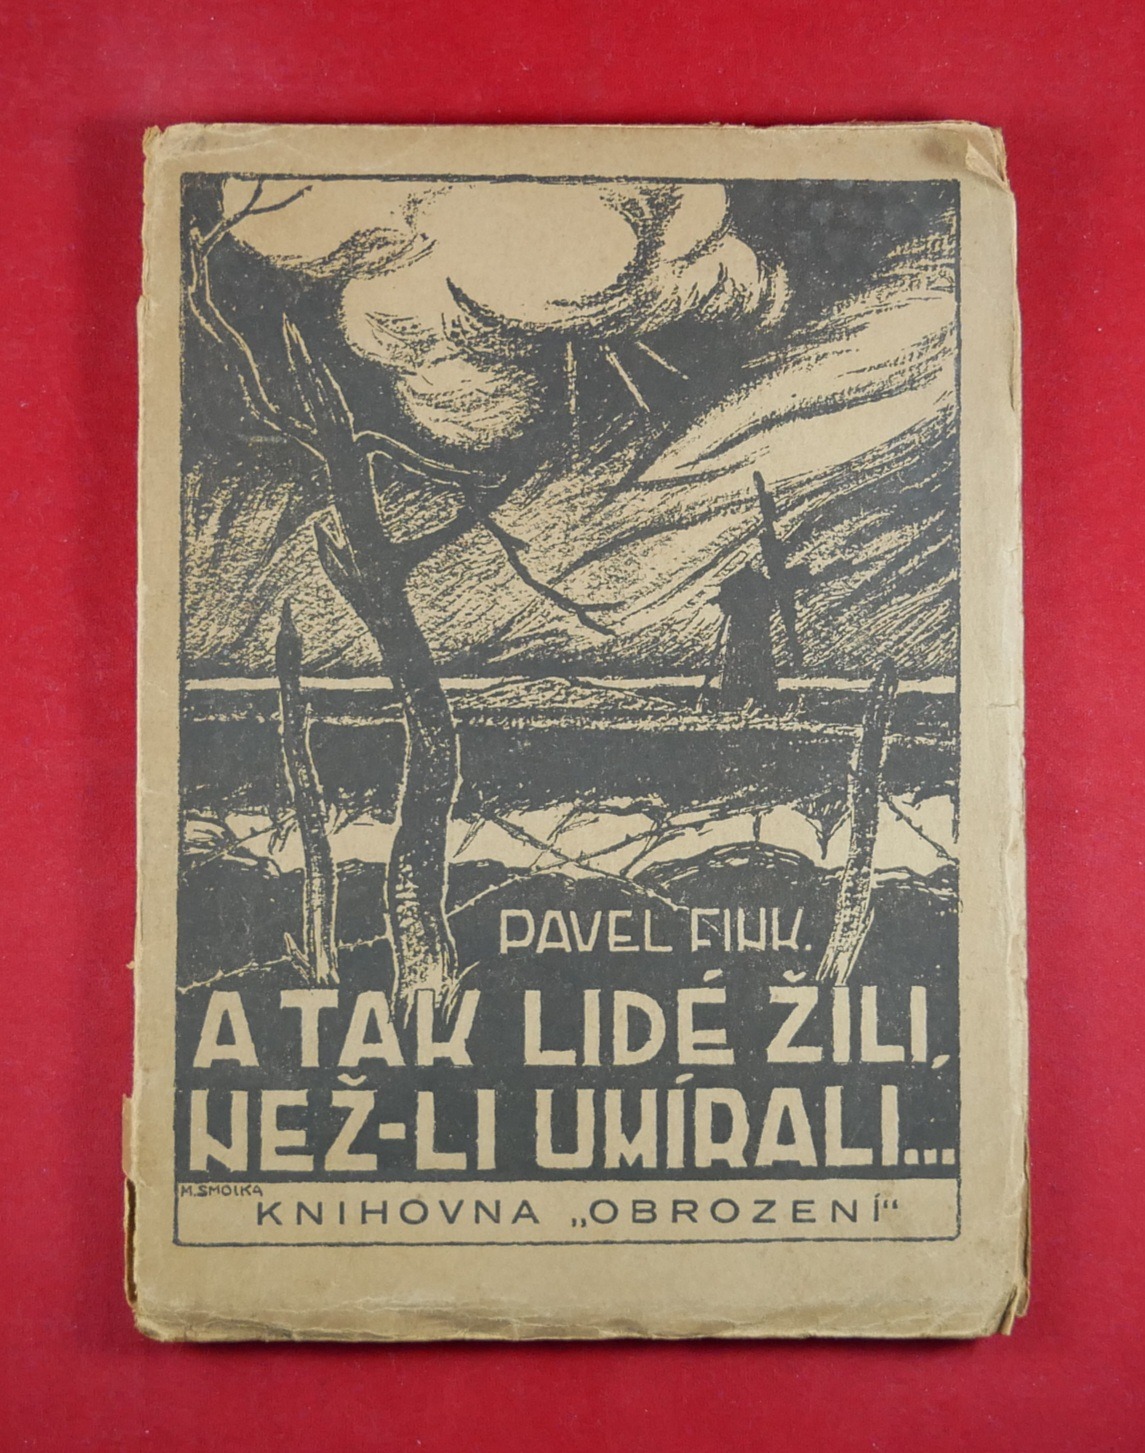 PAVEL FINK.
A TAK LIDÉ ŽILI,
NEŽ-LI UMÍRALI...
M. SMOLKA
KNIHOVNA „OBROZENÍ“